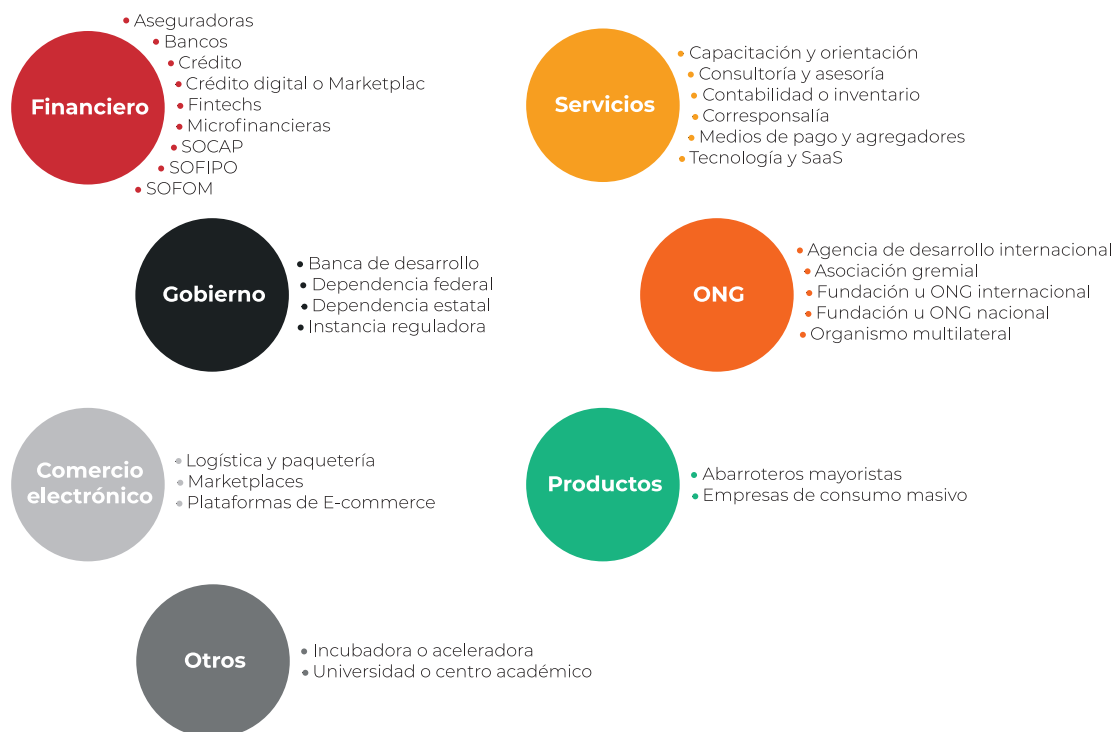 Financiero
Aseguradoras
Bancos
Crédito
Crédito digital o Marketplac
Fintechs
Microfinancieras
SOCAP
SOFIPO
SOFOM
Servicios
Capacitación y orientación
Consultoría y asesoría
Contabilidad o inventario
Corresponsalía
Medios de pago y agregadores
Tecnología y SaaS
Gobierno
Banca de desarrollo
Dependencia federal
Dependencia estatal
Instancia reguladora
ONG
Agencia de desarrollo internacional
Asociación gremial
Fundación u ONG internacional
Fundación u ONG nacional
Organismo multilateral
Comercio
electrónico
Logística y paquetería
Marketplaces
Plataformas de E-commerce
Productos
Abarroteros mayoristas
Empresas de consumo masivo
Otros
Incubadora o aceleradora
Universidad o centro académico